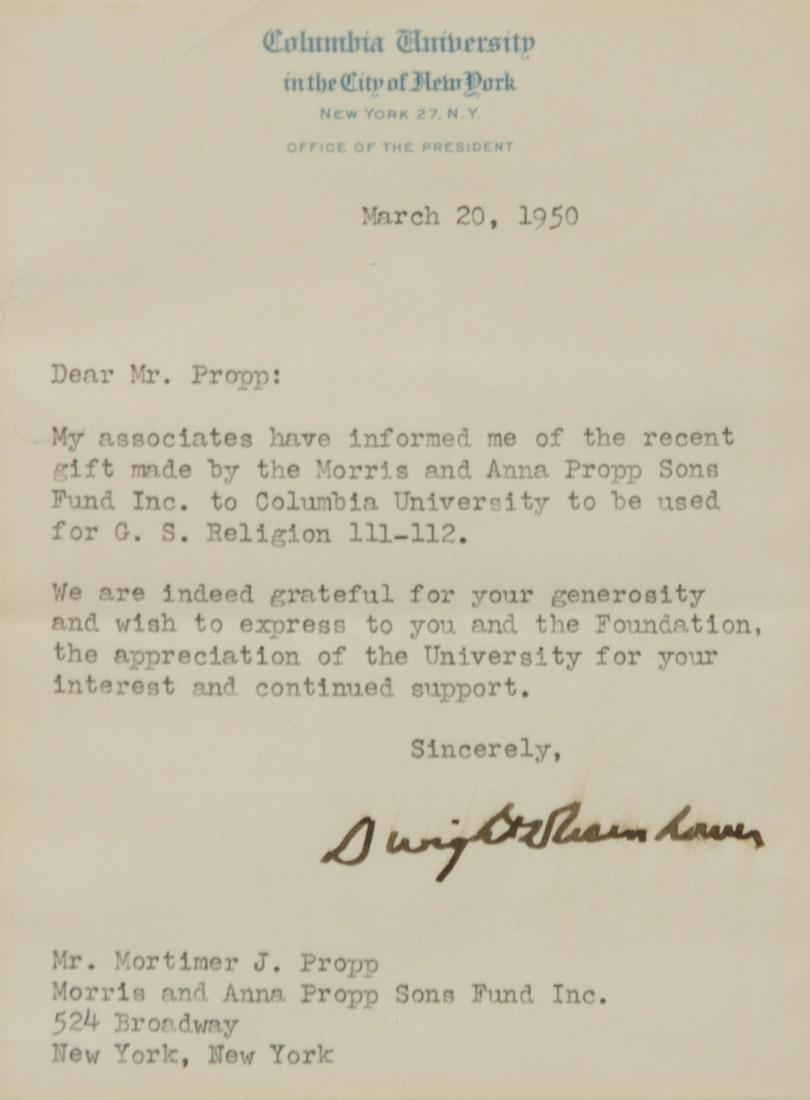 Columbia University
in the City of New York
NEW YORK 27, N.Y.
OFFICE OF THE PRESIDENT
March 20, 1950
Dear Mr. Propp:
My associates have informed me of the recent
gift made by the Morris and Anna Propp Sons
Fund Inc. to Columbia University to be used
for G. S. Religion 111-112.
We are indeed grateful for your generosity
and wish to express to you and the Foundation,
the appreciation of the University for your
interest and continued support.
Sincerely,
Dwight D Eisenhower
Mr. Mortimer J. Propp
Morris and Anna Propp Sons Fund Inc.
524 Broadway
New York, New York